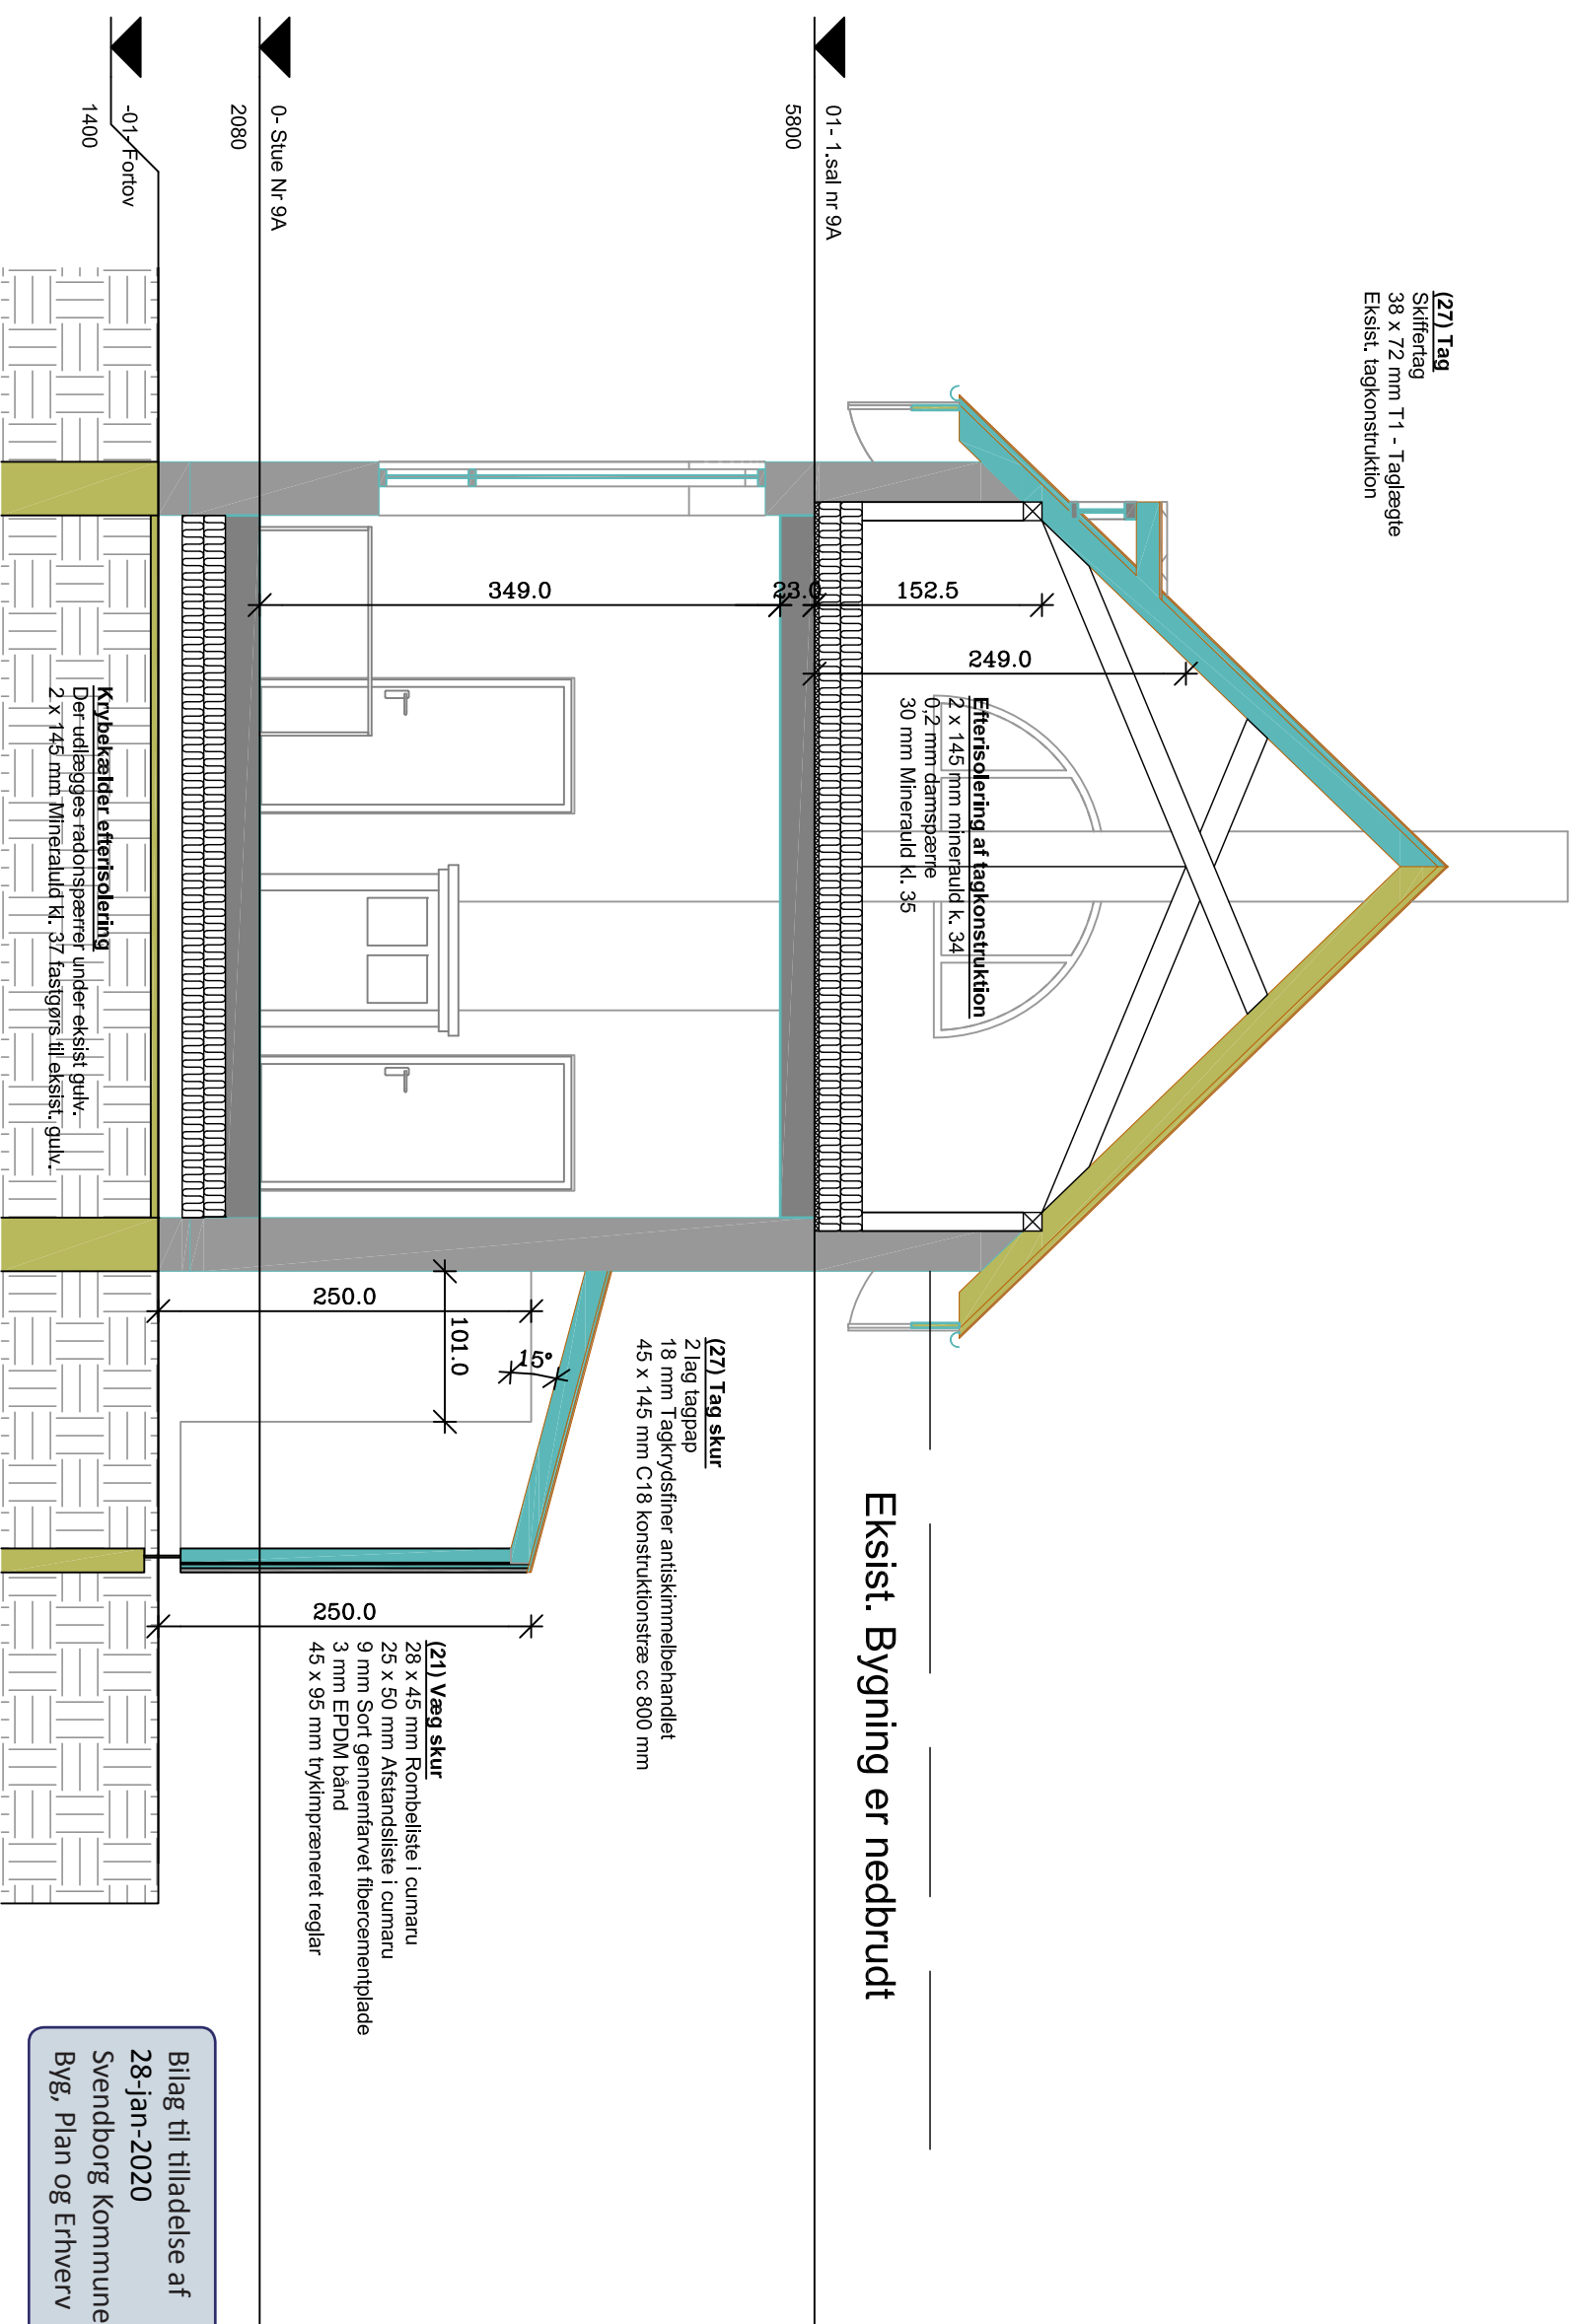 (27) Tag
Skiffertag
38 x 72 mm T1 - Taglægte
Eksist. tagkonstruktion
01- 1.sal nr 9A
5800
0- Stue Nr 9A
2080
-01- Fortov
1400
152.5
249.0
23.0
349.0
Efterisolering af tagkonstruktion
2 x 145 mm minerauld k. 34
0,2 mm damspærre
30 mm Minerauld kl. 35
Krybekælder efterisolering
Der udlægges radonspærrer under eksist gulv.
2 x 145 mm Mineraluld kl. 37 fastgørs til eksist. gulv.
Eksist. Bygning er nedbrudt
(27) Tag skur
2 lag tagpap
18 mm Tagkrydsfiner antiskimmelbehandlet
45 x 145 mm C18 konstruktionstræ cc 800 mm
15°
101.0
250.0
250.0
(21) Væg skur
28 x 45 mm Rombeliste i cumaru
25 x 50 mm Afstandsliste i cumaru
9 mm Sort gennemfarvet fibercementplade
3 mm EPDM bånd
45 x 95 mm trykimpræneret reglar
Bilag til tilladelse af
28-jan-2020
Svendborg Kommune
Byg, Plan og Erhverv